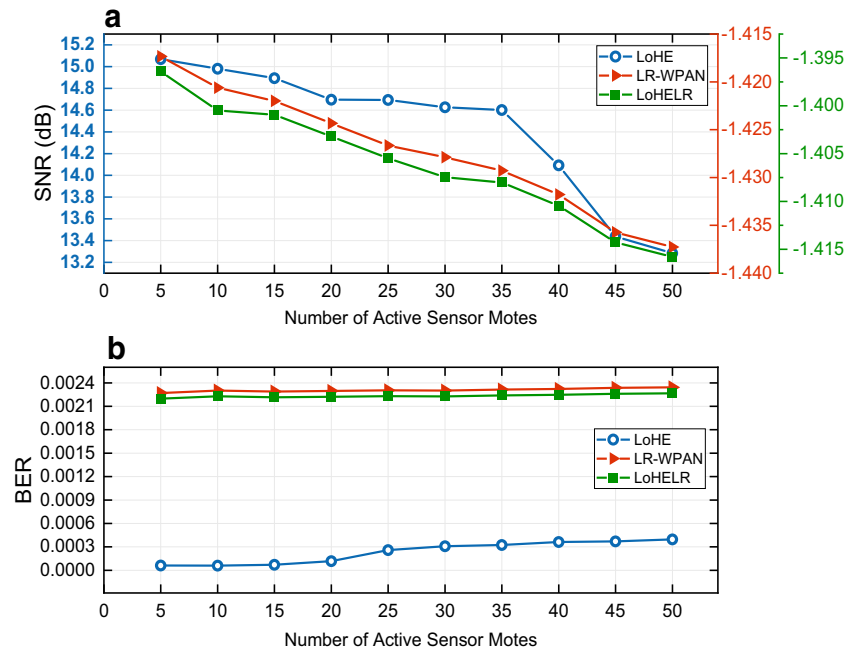 a
15.2
15.0
14.8
14.6
14.4
14.2
14.0
13.8
13.6
13.4
13.2
SNR (dB)
LoHE
LR-WPAN
LoHELR
-1.415
-1.420
-1.425
-1.430
-1.435
-1.440
-1.395
-1.400
-1.405
-1.410
-1.415
0 5 10 15 20 25 30 35 40 45 50
Number of Active Sensor Motes
b
0.0024
0.0021
0.0018
0.0015
0.0012
0.0009
0.0006
0.0003
0.0000
BER
LoHE
LR-WPAN
LoHELR
0 5 10 15 20 25 30 35 40 45 50
Number of Active Sensor Motes